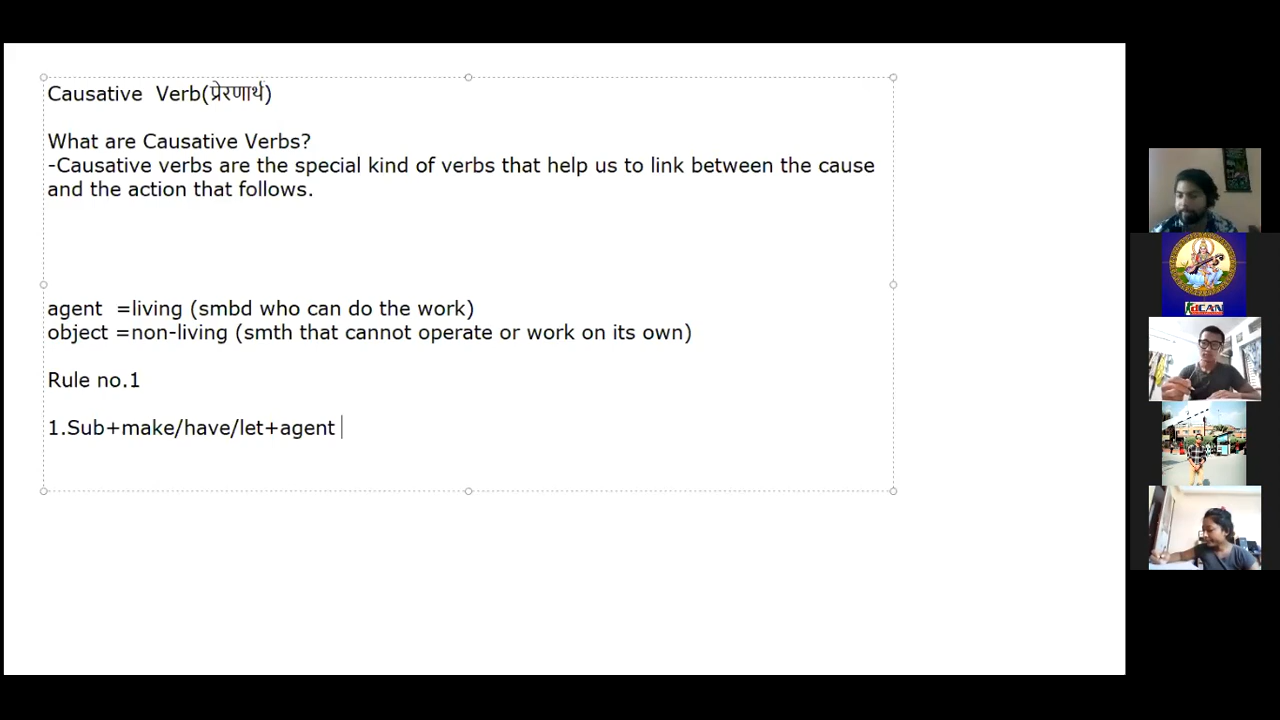 Causative  Verb(प्रेरणार्थ)
What are Causative Verbs?
-Causative verbs are the special kind of verbs that help us to link between the cause
and the action that follows.
agent  =living (smbd who can do the work)
object =non-living (smth that cannot operate or work on its own)
Rule no.1
1.Sub+make/have/let+agent